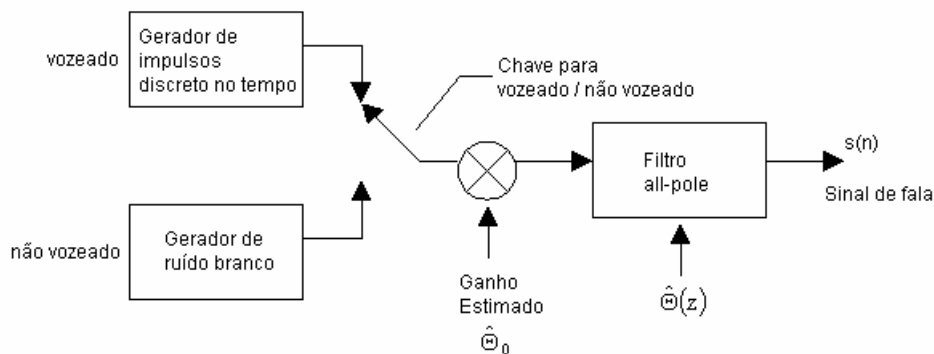 vozeado
Gerador de
impulsos
discreto no tempo
Chave para
vozeado / não vozeado
não vozeado
Gerador de
ruído branco
Ganho
Estimado
Θ̂₀
Filtro
all-pole
Θ̂(z)
s(n)
Sinal de fala